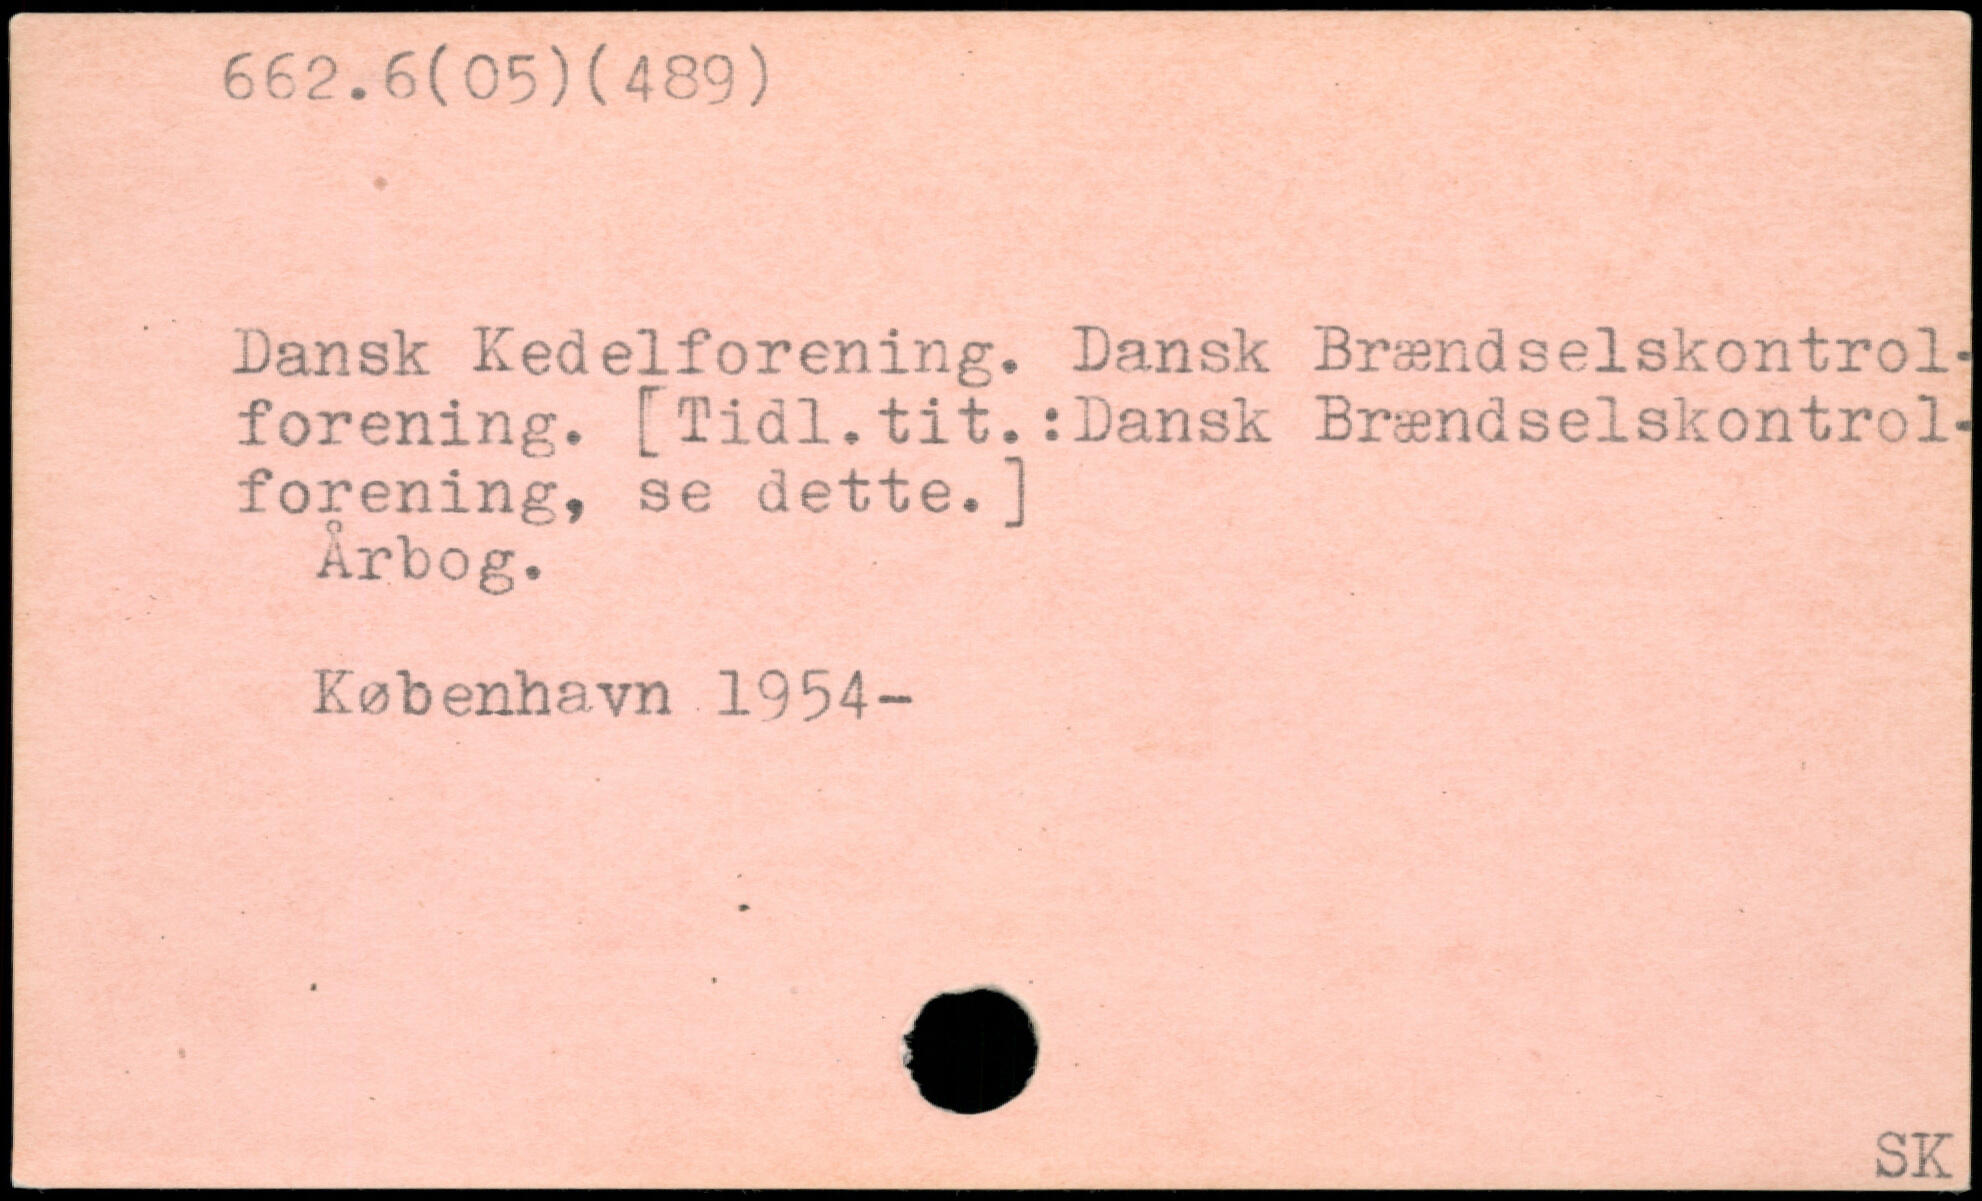 662.6(05)(489)
Dansk Kedelforening. Dansk Brændselskontrol-
forening. [Tidl.tit.:Dansk Brændselskontrol-
forening, se dette.]
Årbog.
København 1954-
SK